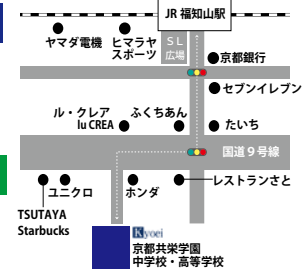 JR 福知山駅
ヤマダ電機
ヒマラヤ
スポーツ
SL
広場
京都銀行
セブンイレブン
ル・クレア
lu CREA
ふくちあん
たいち
国道9号線
ユニクロ
ホンダ
レストランさと
TSUTAYA
Starbucks
Kyoei
京都共栄学園
中学校・高等学校